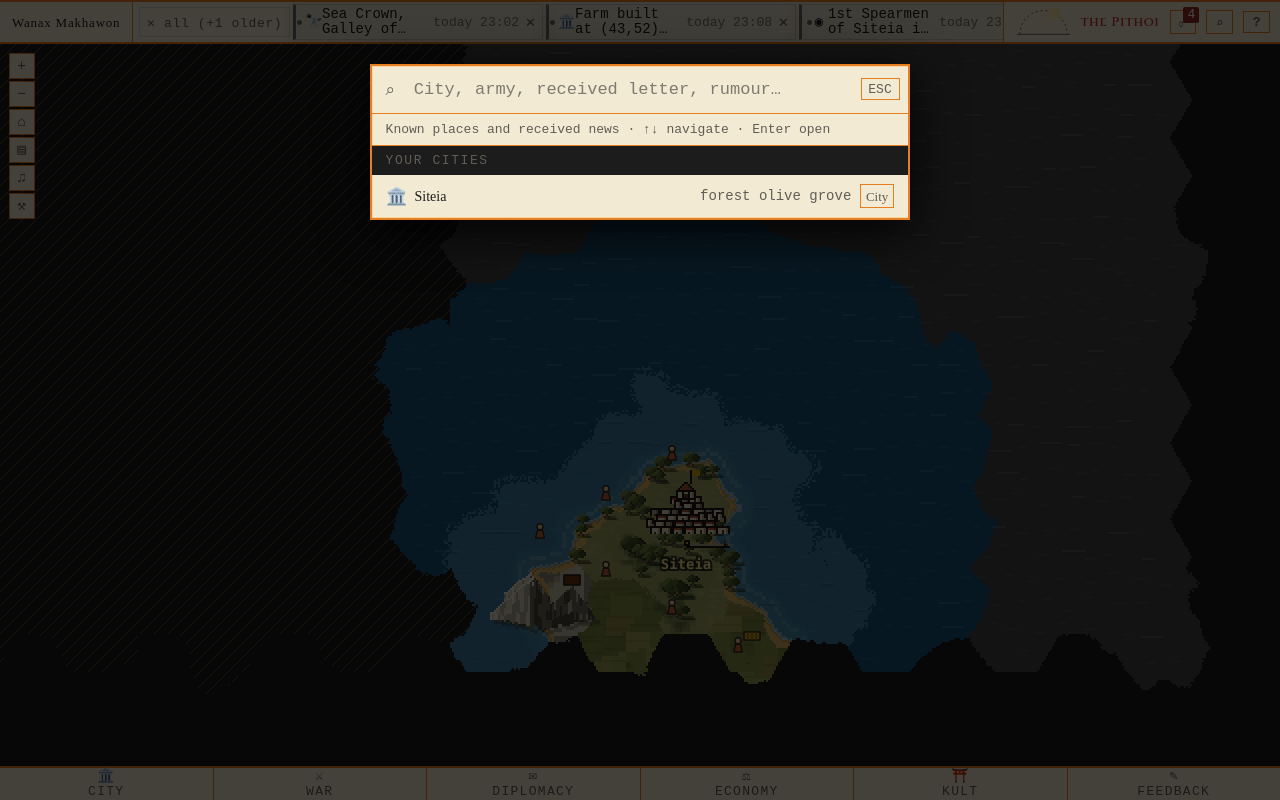 Wanax Makhawon
× all (+1 older)
Sea Crown, Galley of… today 23:02 ×
Farm built at (43,52)… today 23:08 ×
1st Spearmen of Siteia i… today 23
THE PITHOI
4
?
City, army, received letter, rumour…
ESC
Known places and received news · ↑↓ navigate · Enter open
YOUR CITIES
Siteia forest olive grove City
Siteia
CITY WAR DIPLOMACY ECONOMY KULT FEEDBACK